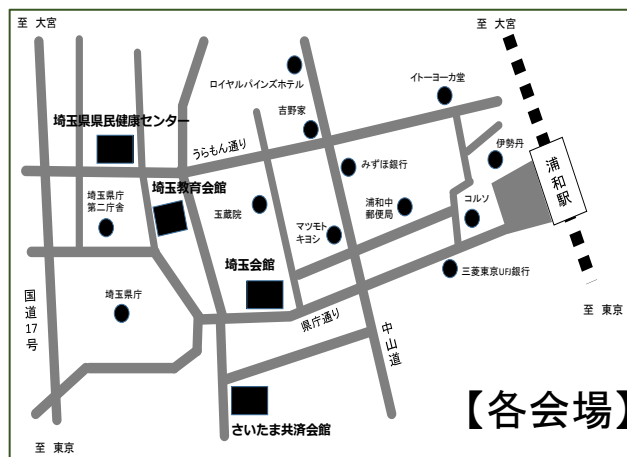 至 大宮
至 大宮
ロイヤルパインズホテル
イトーヨーカ堂
吉野家
埼玉県県民健康センター
うらもん通り
伊勢丹
みずほ銀行
浦和駅
埼玉教育会館
埼玉県庁
第二庁舎
玉蔵院
浦和中
郵便局
コルソ
マツモト
キヨシ
埼玉会館
三菱東京UFJ銀行
国道17号
埼玉県庁
県庁通り
中山道
至 東京
さいたま共済会館
【各会場】
至 東京